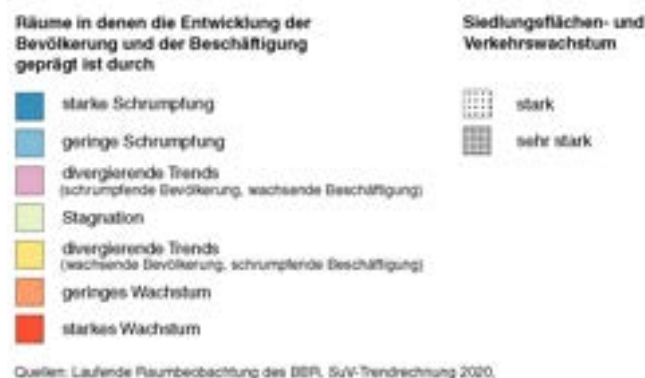 Räume in denen die Entwicklung der
Bevölkerung und der Beschäftigung
geprägt ist durch
starke Schrumpfung
geringe Schrumpfung
divergierende Trends
(schrumpfende Bevölkerung, wachsende Beschäftigung)
Stagnation
divergierende Trends
(wachsende Bevölkerung, schrumpfende Beschäftigung)
geringes Wachstum
starkes Wachstum
Siedlungsflächen- und
Verkehrswachstum
stark
sehr stark
Quellen: Laufende Raumbeobachtung des BBR, SuV-Trendrechnung 2020.